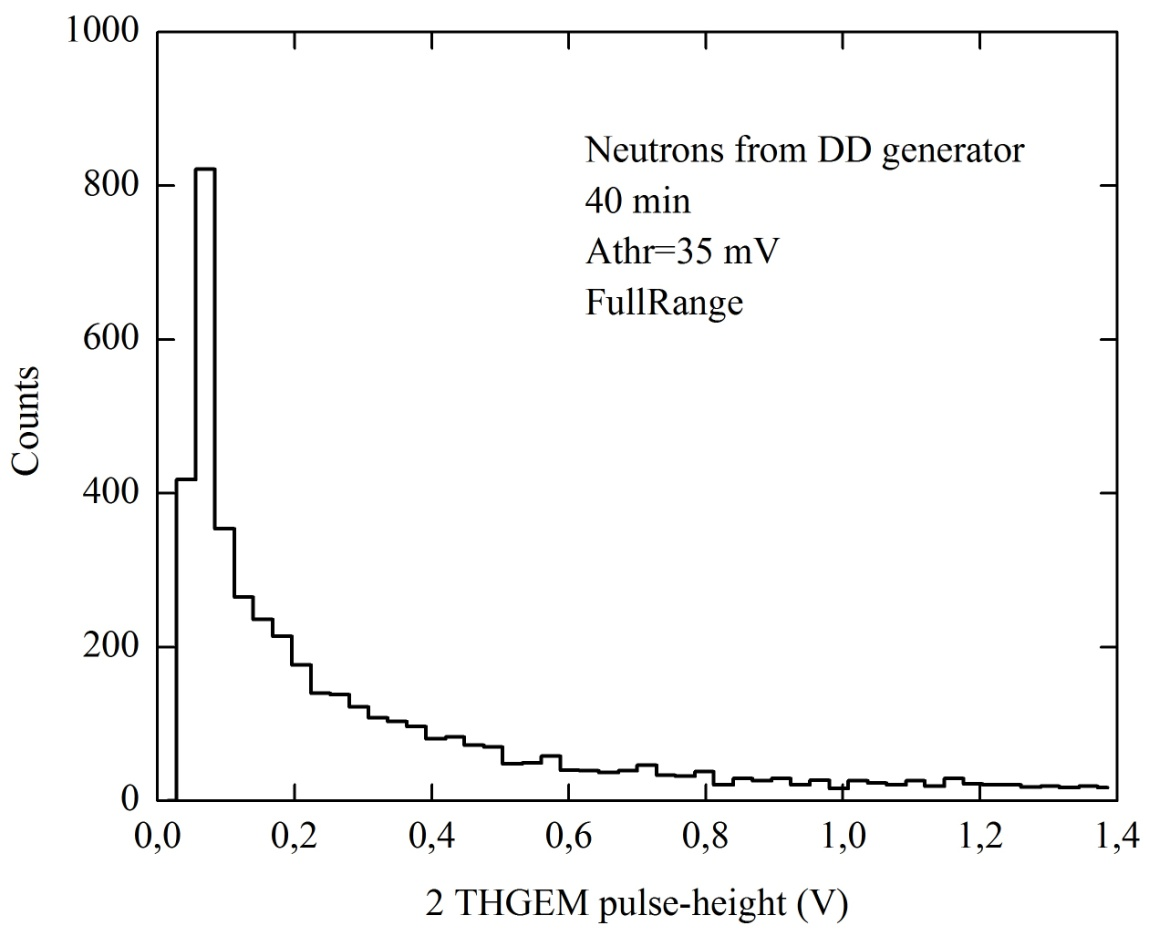 1000
800
600
400
200
0
Counts
Neutrons from DD generator
40 min
Athr=35 mV
FullRange
0,0 0,2 0,4 0,6 0,8 1,0 1,2 1,4
2 THGEM pulse-height (V)